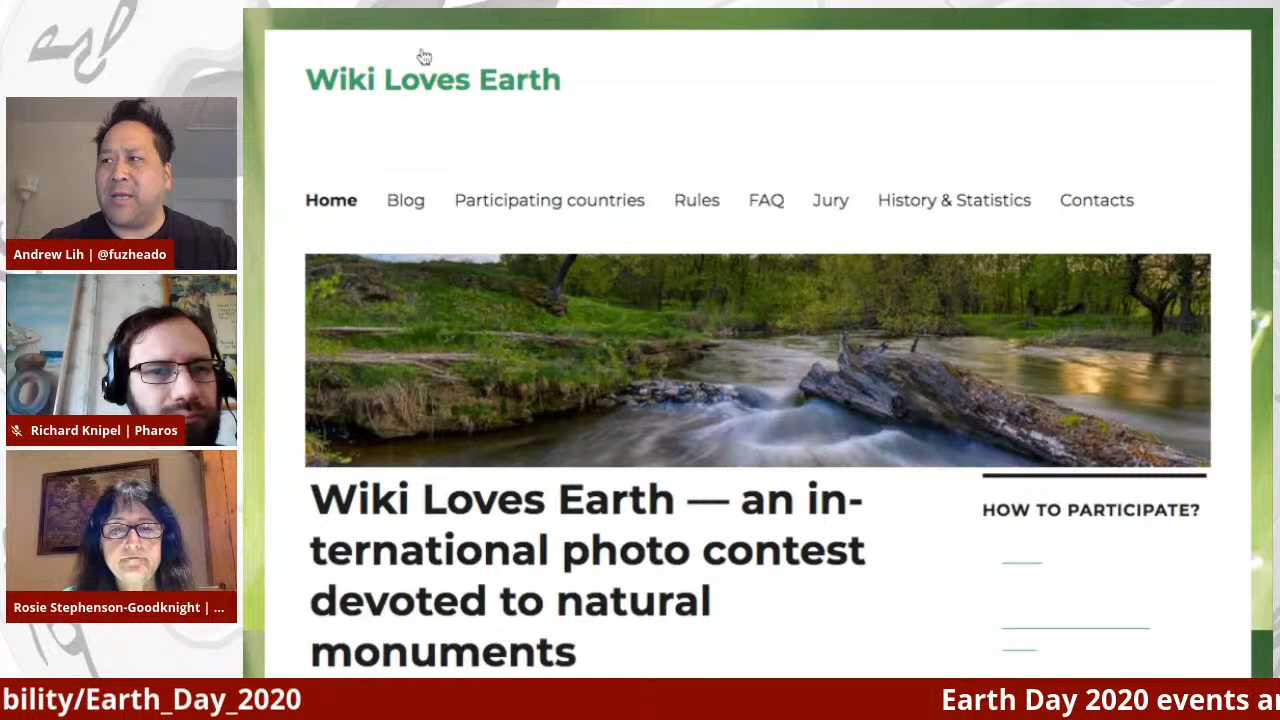 Wiki Loves Earth
Home Blog Participating countries Rules FAQ Jury History & Statistics Contacts
Andrew Lih | @fuzheado
Richard Knipel | Pharos
Rosie Stephenson-Goodknight | ...
Wiki Loves Earth — an in-
ternational photo contest
devoted to natural
monuments
HOW TO PARTICIPATE?
bility/Earth_Day_2020
Earth Day 2020 events